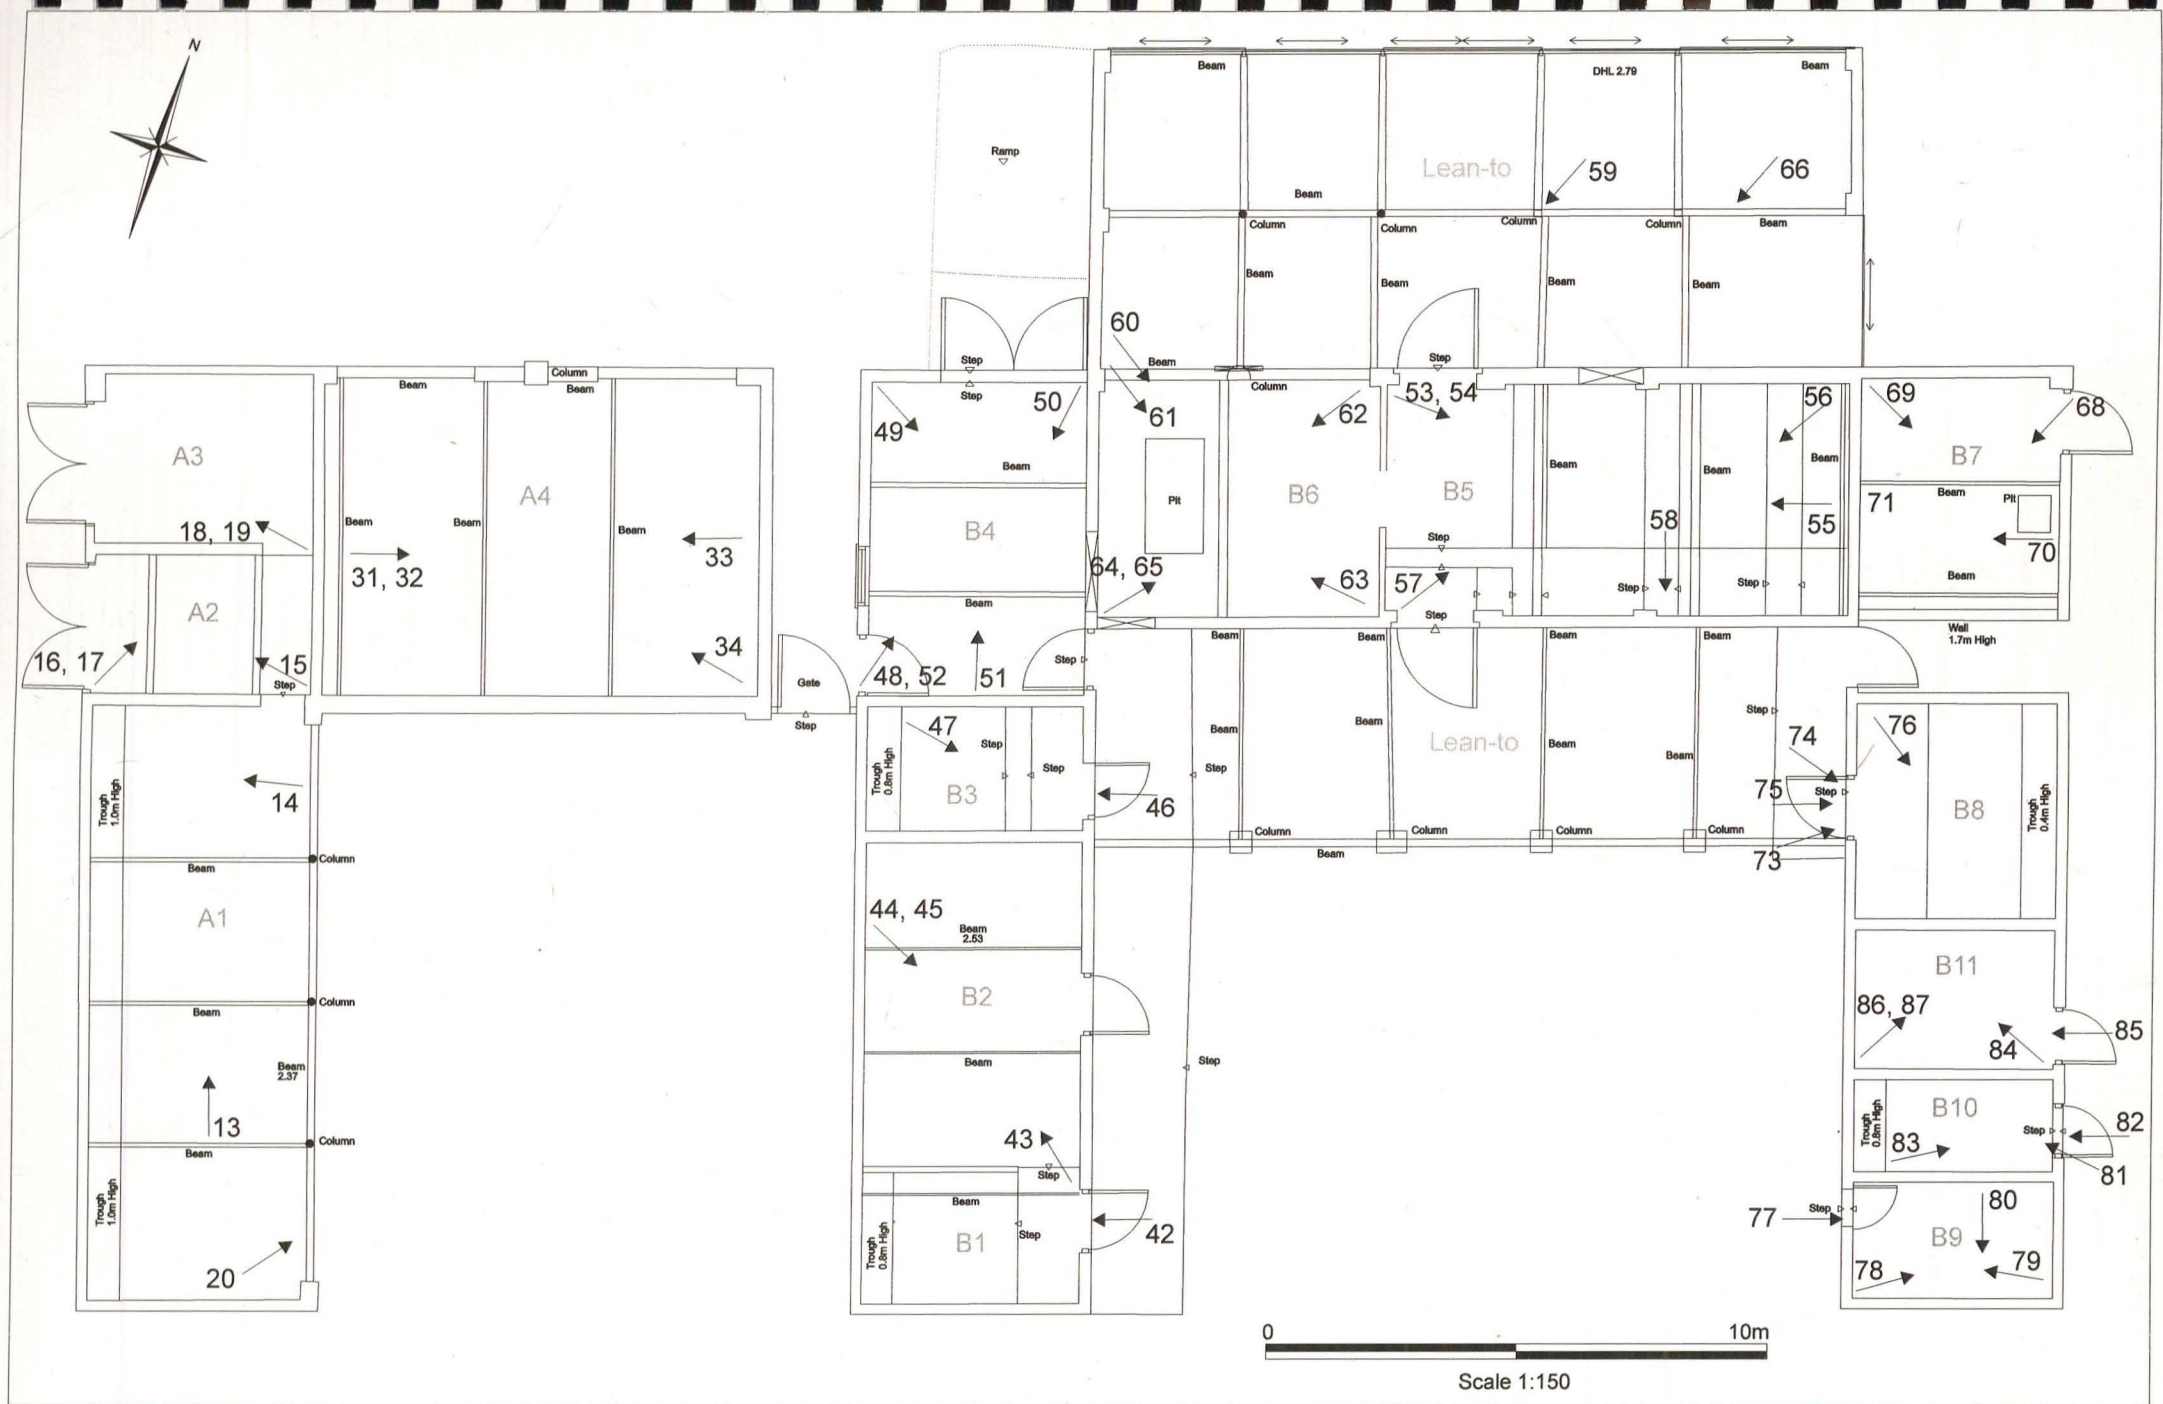 N
Beam
DHL 2.79
Beam
Ramp
Lean-to
59
66
Beam
Column
Column
Column
Column
Beam
Beam
Beam
Beam
Beam
60
Step
Step
Beam
Column
Step
Column
Beam
Beam
A3
A4
Beam
Beam
Beam
18, 19
31, 32
33
A2
16, 17
15
Step
34
Gate
Step
49
50
Beam
B4
Beam
48, 52
51
Step
61
Pit
64, 65
62
B6
63
53, 54
B5
Step
57
Step
Beam
58
Step
56
Beam
Beam
55
Step
69
68
B7
Beam
Pit
71
70
Beam
Wall
1.7m High
Beam
Beam
Beam
Beam
Beam
Beam
Beam
Beam
Lean-to
Step
Step
Column
Column
Column
Column
Beam
Trough
1.0m High
14
Column
Beam
A1
Column
Beam
Beam
2.37
13
Column
Beam
Trough
1.0m High
20
47
Trough
0.8m High
Step
Step
B3
46
44, 45
Beam
2.53
B2
Beam
Step
43
Step
Beam
Trough
0.8m High
B1
Step
42
74
75
Step
73
76
B8
Trough
0.4m High
B11
86, 87
84
85
Trough
0.8m High
B10
83
Step
82
81
77
Step
80
B9
78
79
0
10m
Scale 1:150